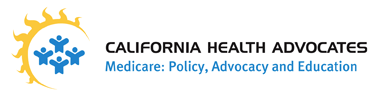 CALIFORNIA HEALTH ADVOCATES
Medicare: Policy, Advocacy and Education